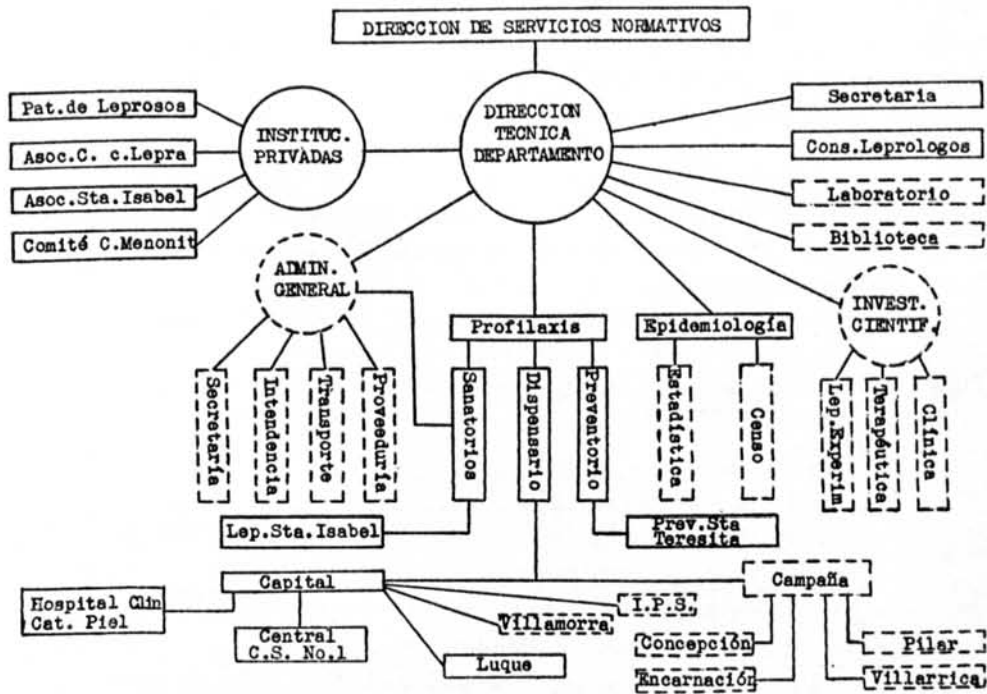 DIRECCION DE SERVICIOS NORMATIVOS
Pat.de Leprosos
Asoc.C. c.Lepra
Asoc.Sta.Isabel
Comité C.Menonit
INSTITUC.
PRIVÀDAS
DIRECCION
TECNICA
DEPARTAMENTO
Secretaria
Cons.Leprologos
Laboratorio
Biblioteca
ADMIN.
GENERAL
INVEST.
CIENTIF.
Profilaxis
Epidemiología
Secretaría
Intendencia
Transporte
Proveeduría
Sanatorios
Dispensario
Preventorio
Estadística
Censo
Lep.Experim
Terapéutica
Clínica
Lep.Sta.Isabel
Prev.Sta
Teresita
Capital
Campaña
Hospital Clin
Cat. Piel
Central
C.S. No.1
Luque
Villamorra
I.P.S.
Concepción
Encarnación
Pilar
Villarrica